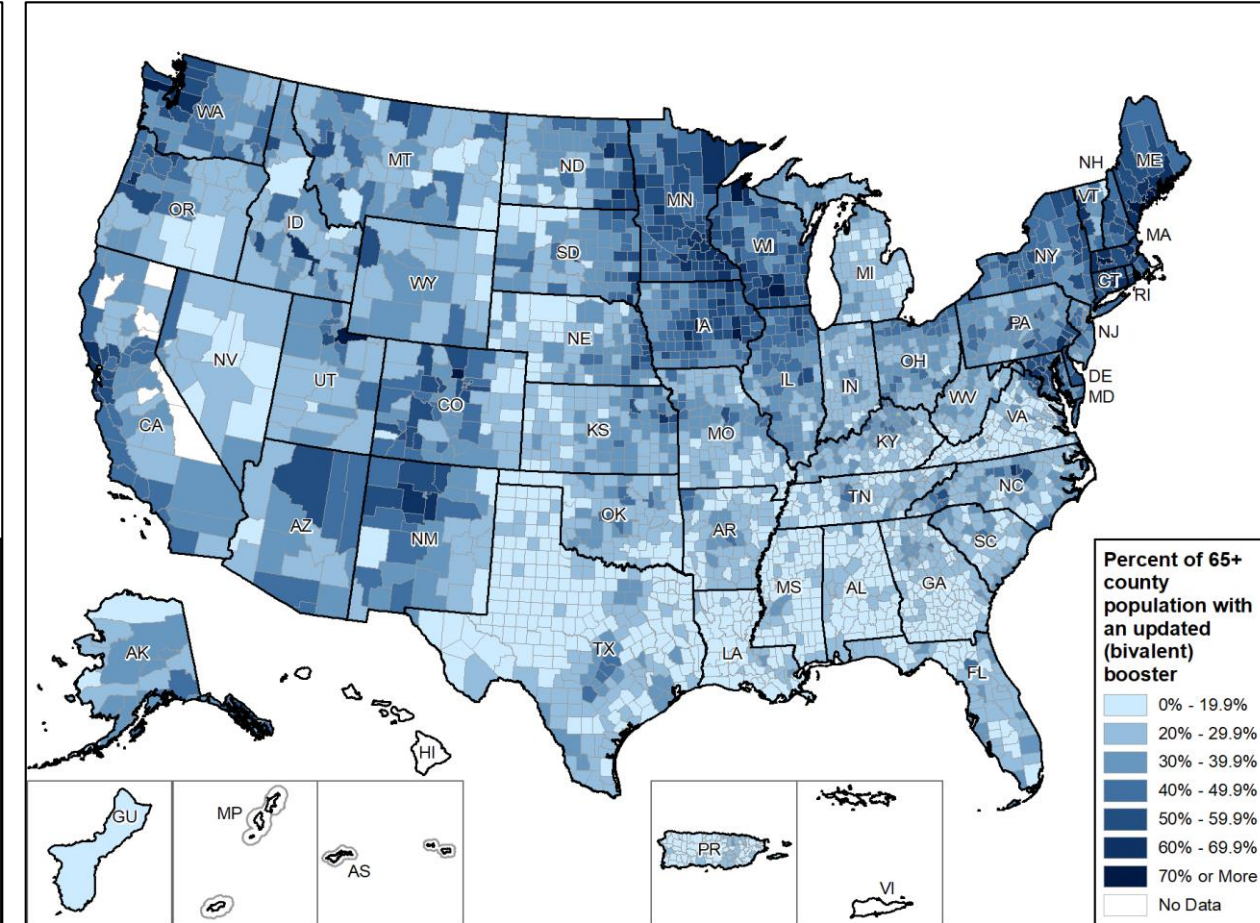 WA
MT
ND
MN
OR
ID
WY
SD
WI
MI
NH
VT
ME
NY
MA
CT
RI
NV
UT
CO
NE
IA
IL
IN
OH
PA
NJ
DE
MD
CA
KS
MO
KY
WV
VA
AZ
NM
OK
AR
TN
NC
SC
TX
LA
MS
AL
GA
FL
AK
HI
GU
MP
AS
PR
VI
Percent of 65+
county
population with
an updated
(bivalent)
booster
0% - 19.9%
20% - 29.9%
30% - 39.9%
40% - 49.9%
50% - 59.9%
60% - 69.9%
70% or More
No Data